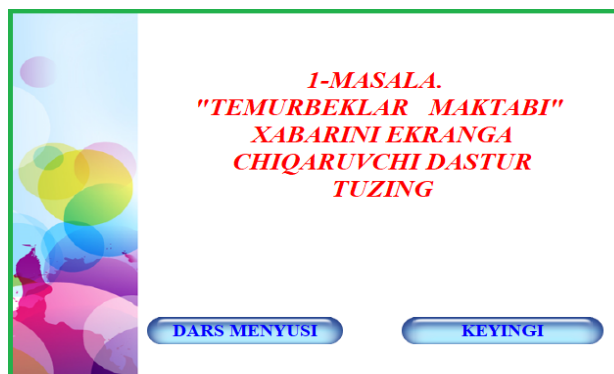 1-MASALA.
"TEMURBEKLAR MAKTABI"
XABARINI EKRANGA
CHIQARUVCHI DASTUR
TUZING
DARS MENYUSI
KEYINGI